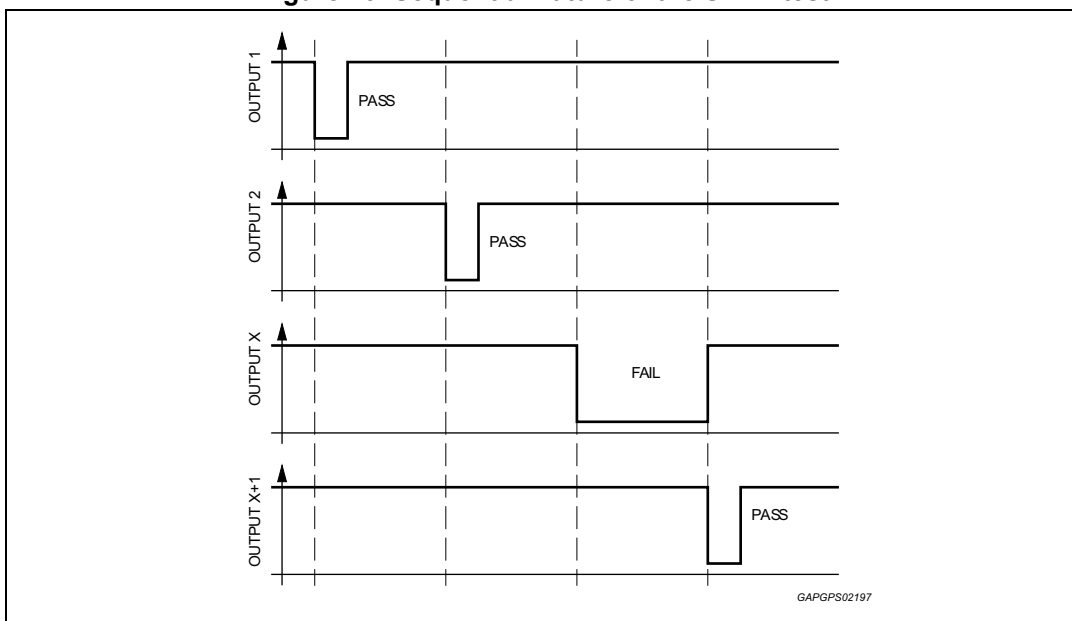 OUTPUT 1
PASS
OUTPUT 2
PASS
OUTPUT X
FAIL
OUTPUT X+1
PASS
GAPGPS02197